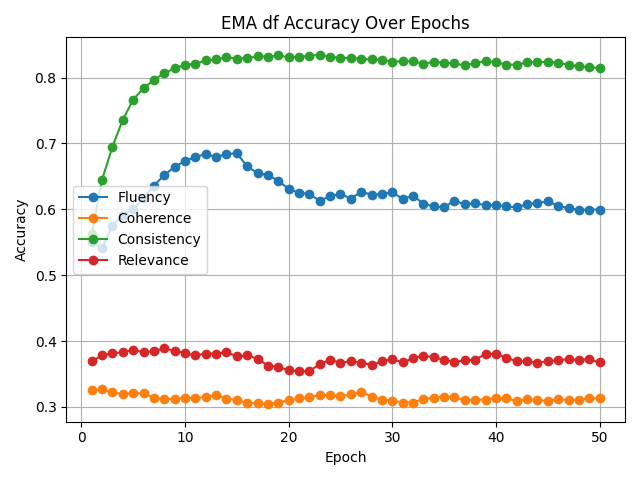 EMA df Accuracy Over Epochs
Accuracy
0.8
0.7
0.6
0.5
0.4
0.3
Fluency
Coherence
Consistency
Relevance
0 10 20 30 40 50
Epoch